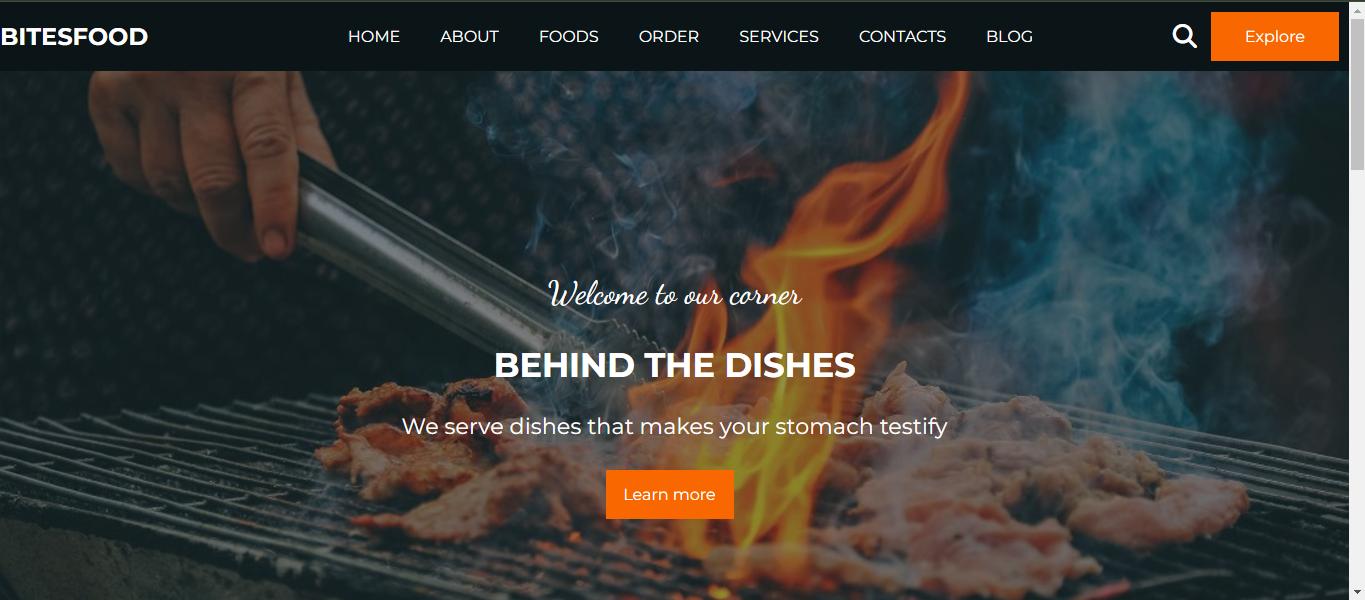 BITESFOOD
HOME ABOUT FOODS ORDER SERVICES CONTACTS BLOG
Explore
Welcome to our corner
BEHIND THE DISHES
We serve dishes that makes your stomach testify
Learn more